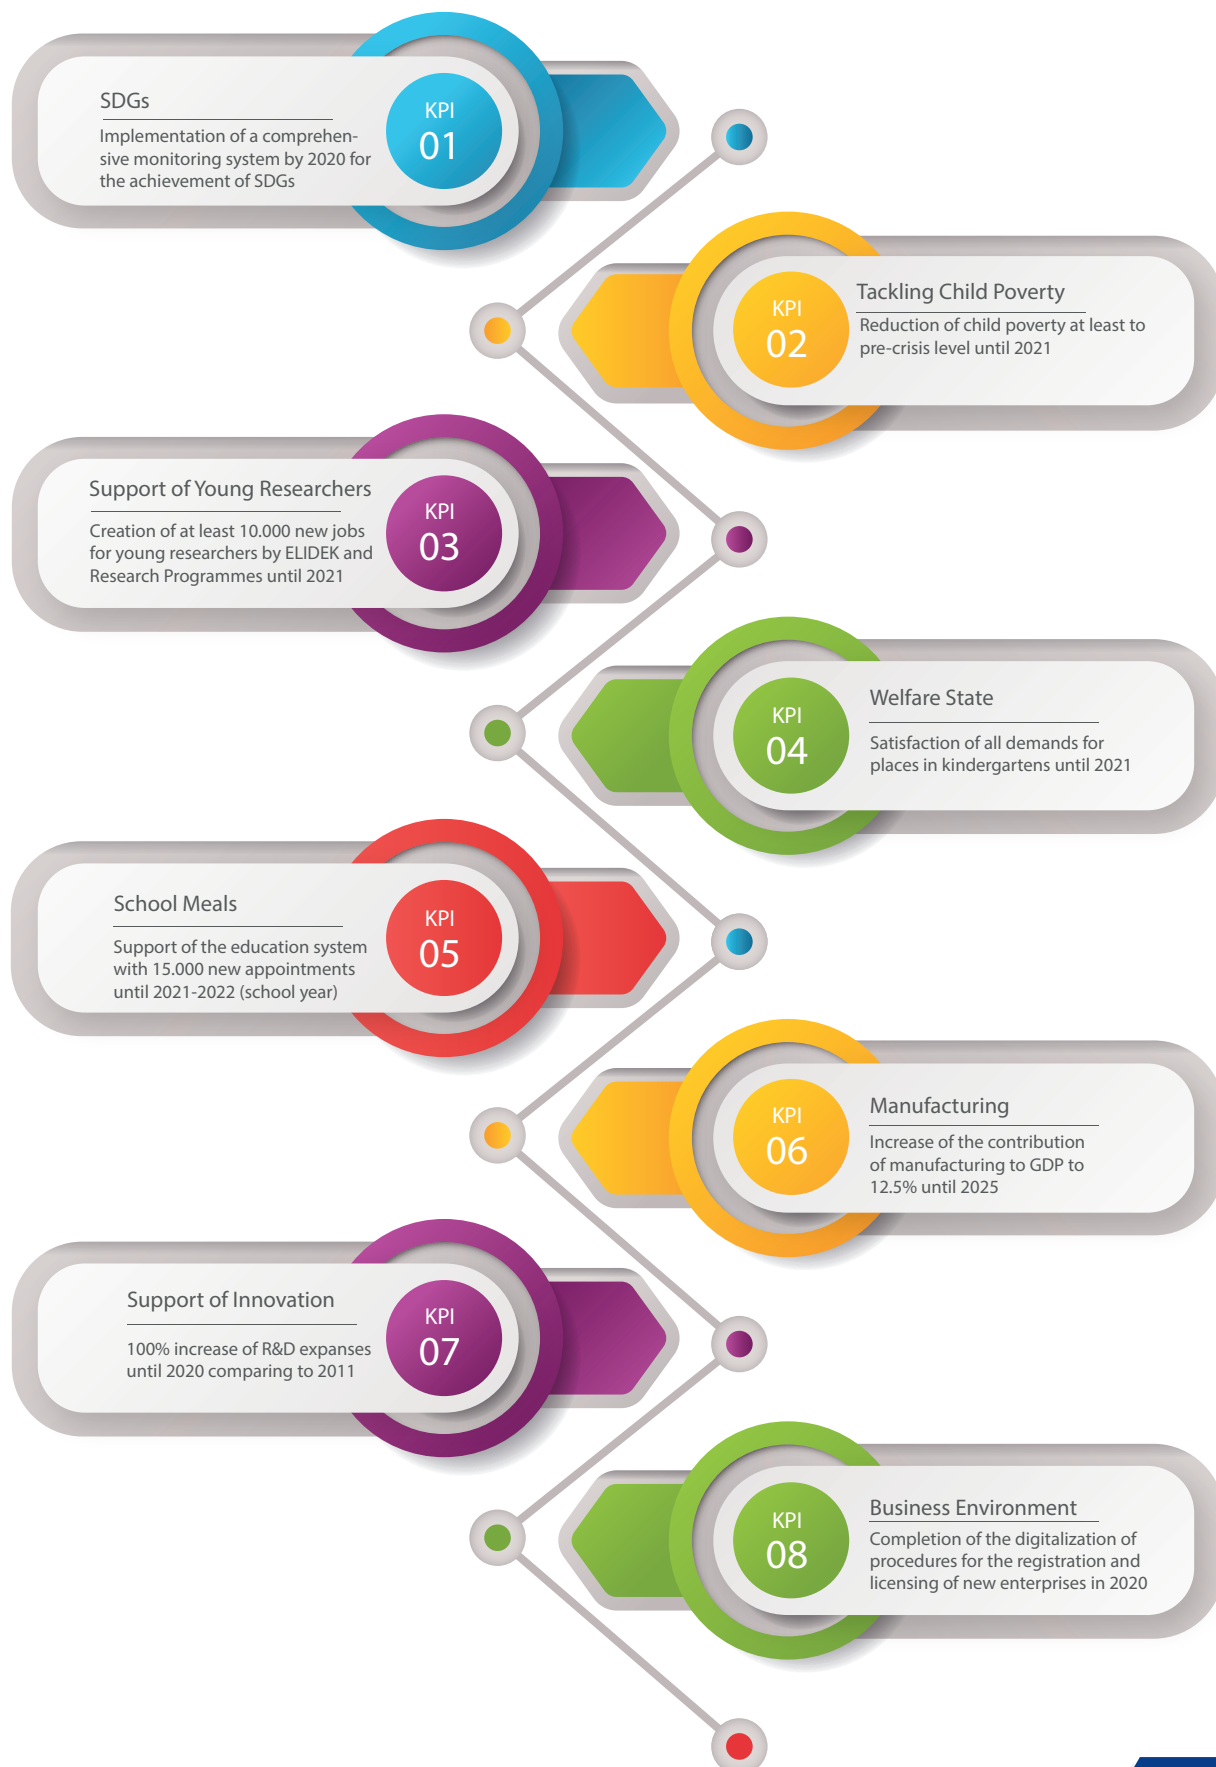 SDGs
Implementation of a comprehen-
sive monitoring system by 2020 for
the achievement of SDGs
KPI
01
KPI
02
Tackling Child Poverty
Reduction of child poverty at least to
pre-crisis level until 2021
Support of Young Researchers
Creation of at least 10.000 new jobs
for young researchers by ELIDEK and
Research Programmes until 2021
KPI
03
KPI
04
Welfare State
Satisfaction of all demands for
places in kindergartens until 2021
School Meals
Support of the education system
with 15.000 new appointments
until 2021-2022 (school year)
KPI
05
KPI
06
Manufacturing
Increase of the contribution
of manufacturing to GDP to
12.5% until 2025
Support of Innovation
100% increase of R&D expanses
until 2020 comparing to 2011
KPI
07
KPI
08
Business Environment
Completion of the digitalization of
procedures for the registration and
licensing of new enterprises in 2020